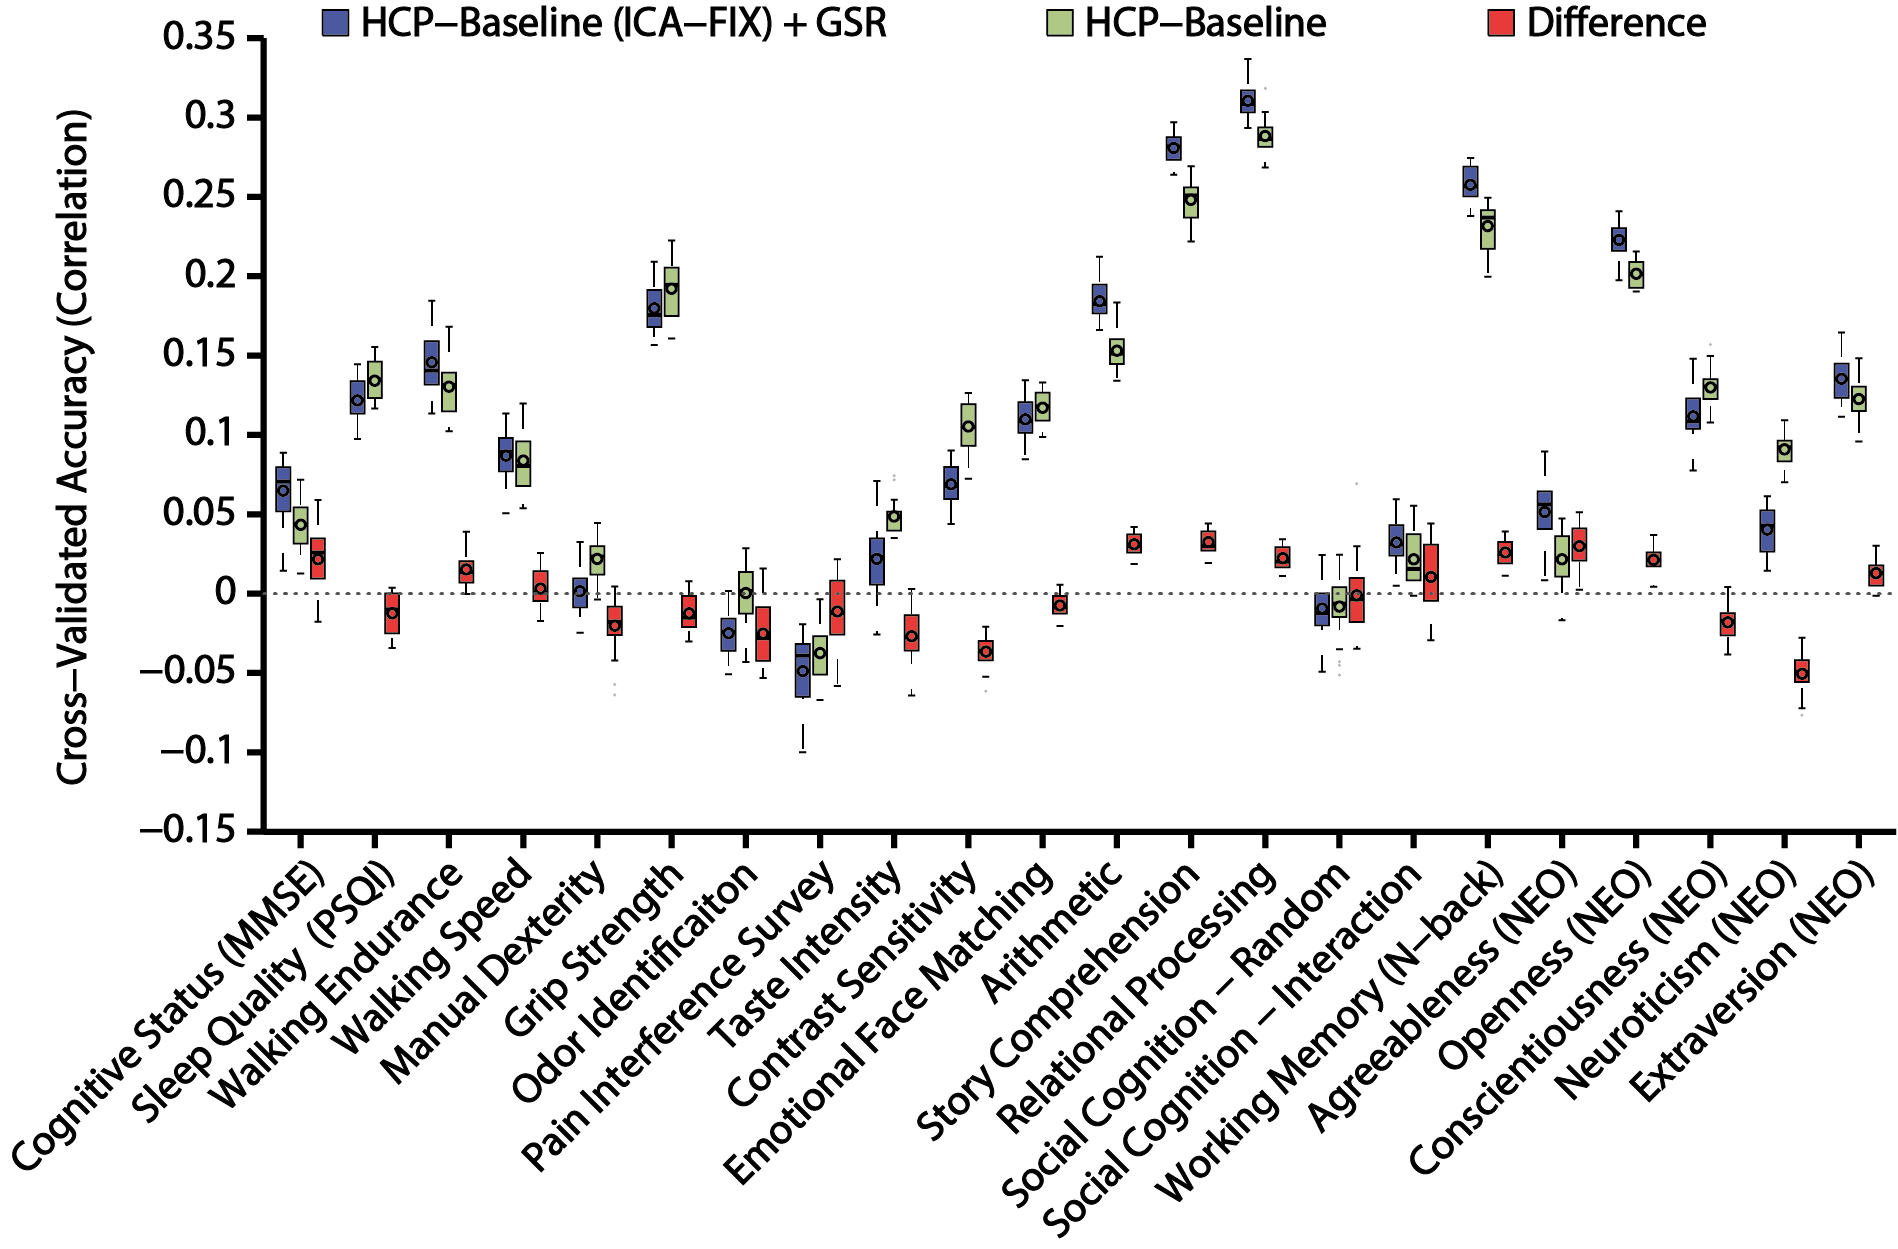 HCP−Baseline (ICA−FIX) + GSR
HCP−Baseline
Difference
Cross−Validated Accuracy (Correlation)
0.35
0.3
0.25
0.2
0.15
0.1
0.05
0
−0.05
−0.1
−0.15
Cognitive Status (MMSE)
Sleep Quality (PSQI)
Walking Endurance
Walking Speed
Manual Dexterity
Grip Strength
Odor Identificaiton
Pain Interference Survey
Taste Intensity
Contrast Sensitivity
Emotional Face Matching
Arithmetic
Story Comprehension
Relational Processing
Social Cognition − Random
Social Cognition − Interaction
Working Memory (N−back)
Agreeableness (NEO)
Openness (NEO)
Conscientiousness (NEO)
Neuroticism (NEO)
Extraversion (NEO)